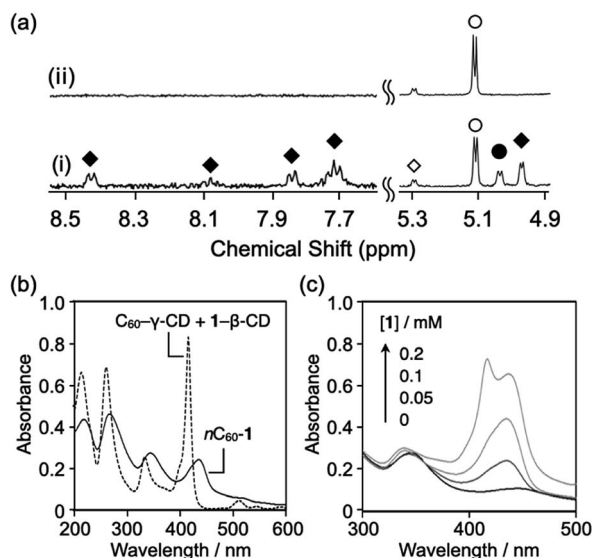 (a)
(ii)
(i)
8.5 8.3 8.1 7.9 7.7 5.3 5.1 4.9
Chemical Shift (ppm)
(b)
1.0
0.8
0.6
0.4
0.2
0
Absorbance
C₆₀–γ-CD + 1–β-CD
nC₆₀-1
200 300 400 500 600
Wavelength / nm
(c)
1.0
0.8
0.6
0.4
0.2
0
Absorbance
[1] / mM
0.2
0.1
0.05
0
300 400 500
Wavelength / nm